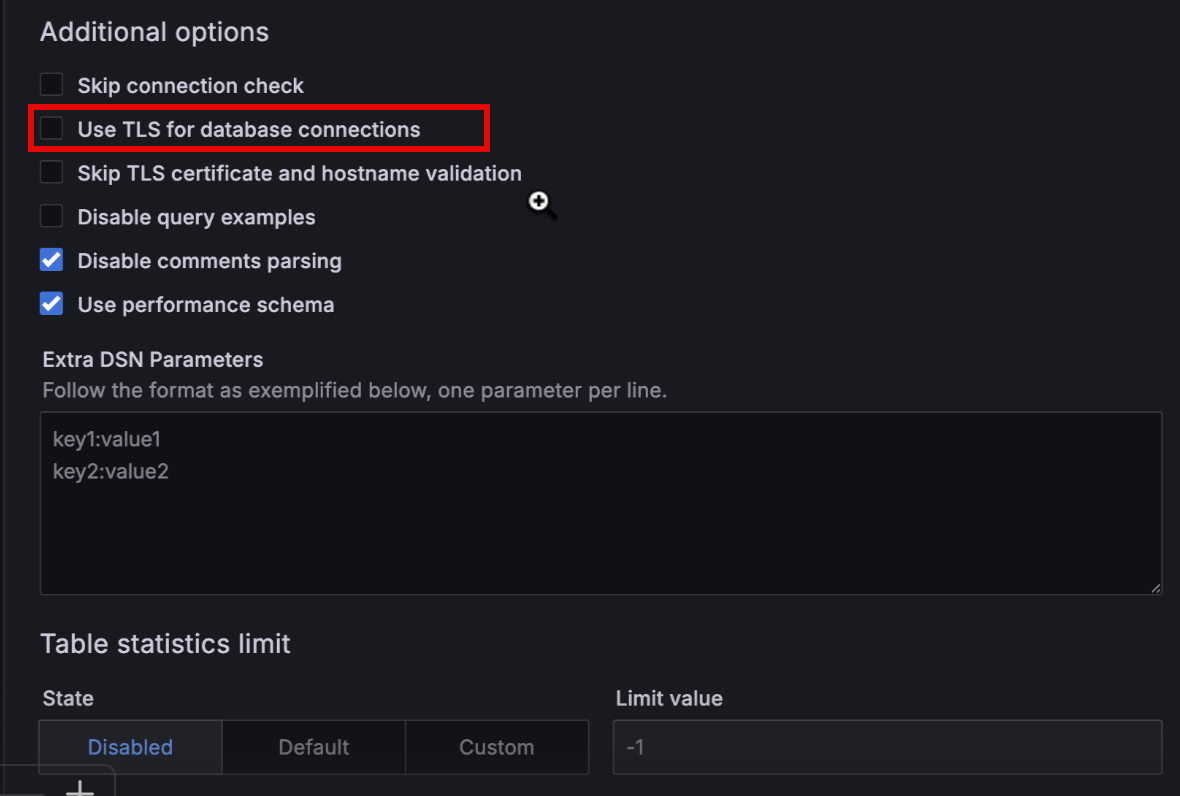 Additional options
Skip connection check
Use TLS for database connections
Skip TLS certificate and hostname validation
Disable query examples
Disable comments parsing
Use performance schema
Extra DSN Parameters
Follow the format as exemplified below, one parameter per line.
key1:value1
key2:value2
Table statistics limit
State
Limit value
Disabled
Default
Custom
-1